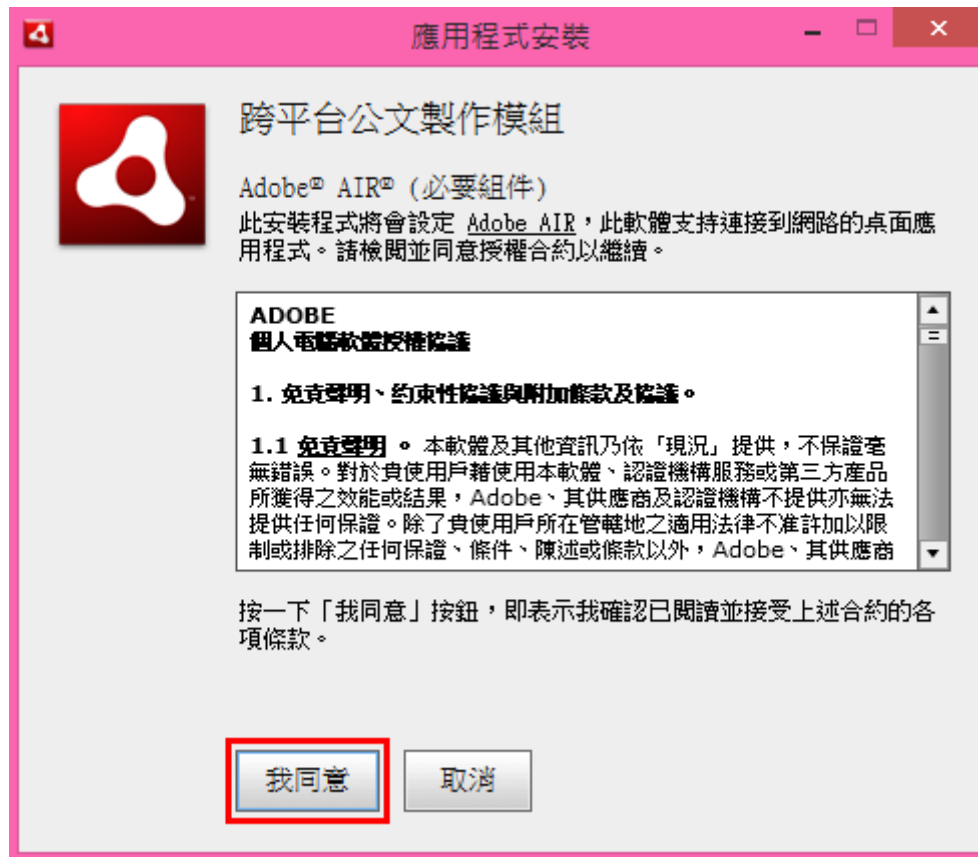 應用程式安裝
跨平台公文製作模組
Adobe® AIR® (必要組件)
此安裝程式將會設定 Adobe AIR，此軟體支持連接到網路的桌面應
用程式。請檢閱並同意授權合約以繼續。
ADOBE
個人電腦軟體授權協議
1. 免責聲明、約束性協議與附加條款及協議。
1.1 免責聲明 。 本軟體及其他資訊乃依「現況」提供，不保證毫
無錯誤。對於貴使用戶藉使用本軟體、認證機構服務或第三方產品
所獲得之效能或結果，Adobe、其供應商及認證機構不提供亦無法
提供任何保證。除了貴使用戶所在管轄地之適用法律不准許加以限
制或排除之任何保證、條件、陳述或條款以外，Adobe、其供應商
按一下「我同意」按鈕，即表示我確認已閱讀並接受上述合約的各
項條款。
我同意 取消